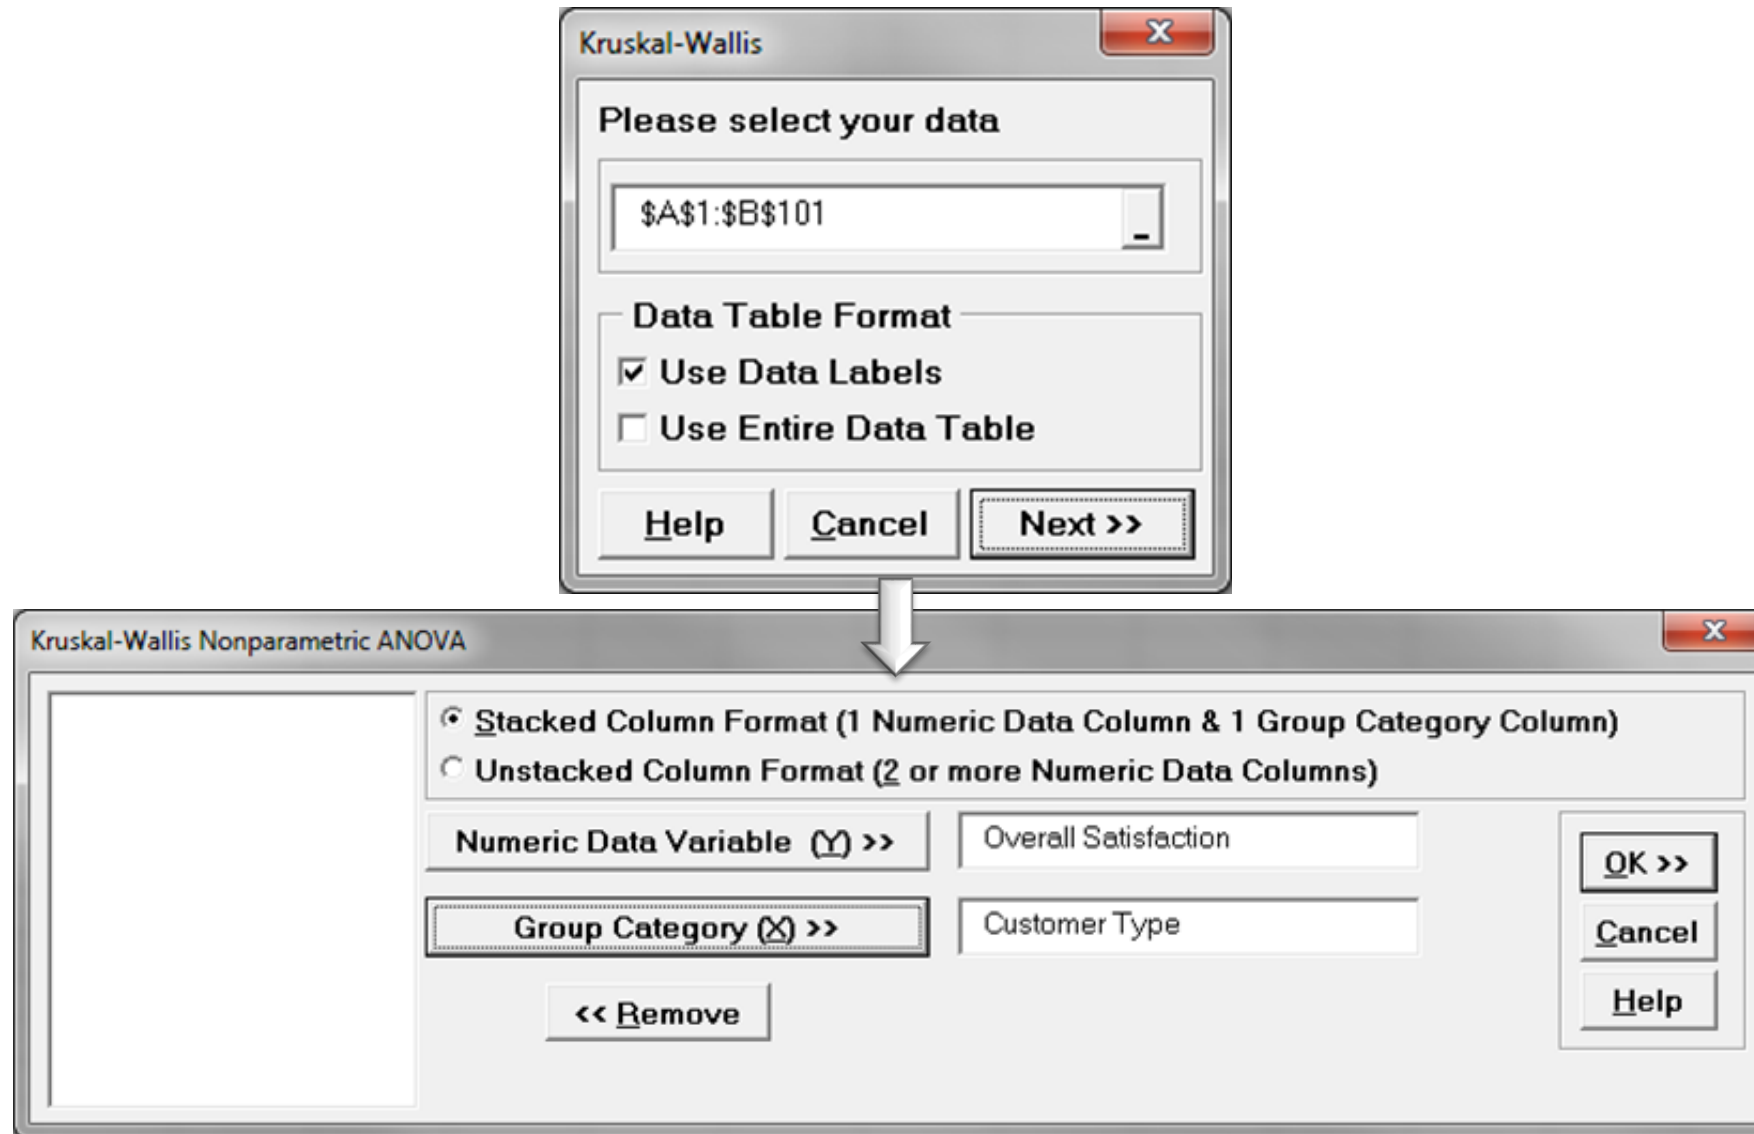 Kruskal-Wallis
Please select your data
$A$1:$B$101
Data Table Format
Use Data Labels
Use Entire Data Table
Help Cancel Next >>
Kruskal-Wallis Nonparametric ANOVA
Stacked Column Format (1 Numeric Data Column & 1 Group Category Column)
Unstacked Column Format (2 or more Numeric Data Columns)
Numeric Data Variable (Y) >> Overall Satisfaction
OK >>
Group Category (X) >> Customer Type
Cancel
<< Remove
Help